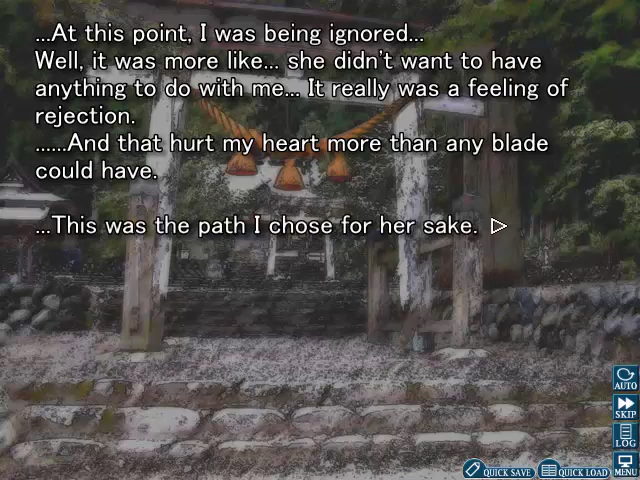 ...At this point, I was being ignored...
Well, it was more like... she didn't want to have
anything to do with me... It really was a feeling of
rejection.
......And that hurt my heart more than any blade
could have.
...This was the path I chose for her sake.
AUTO
SKIP
LOG
MENU
QUICK SAVE
QUICK LOAD